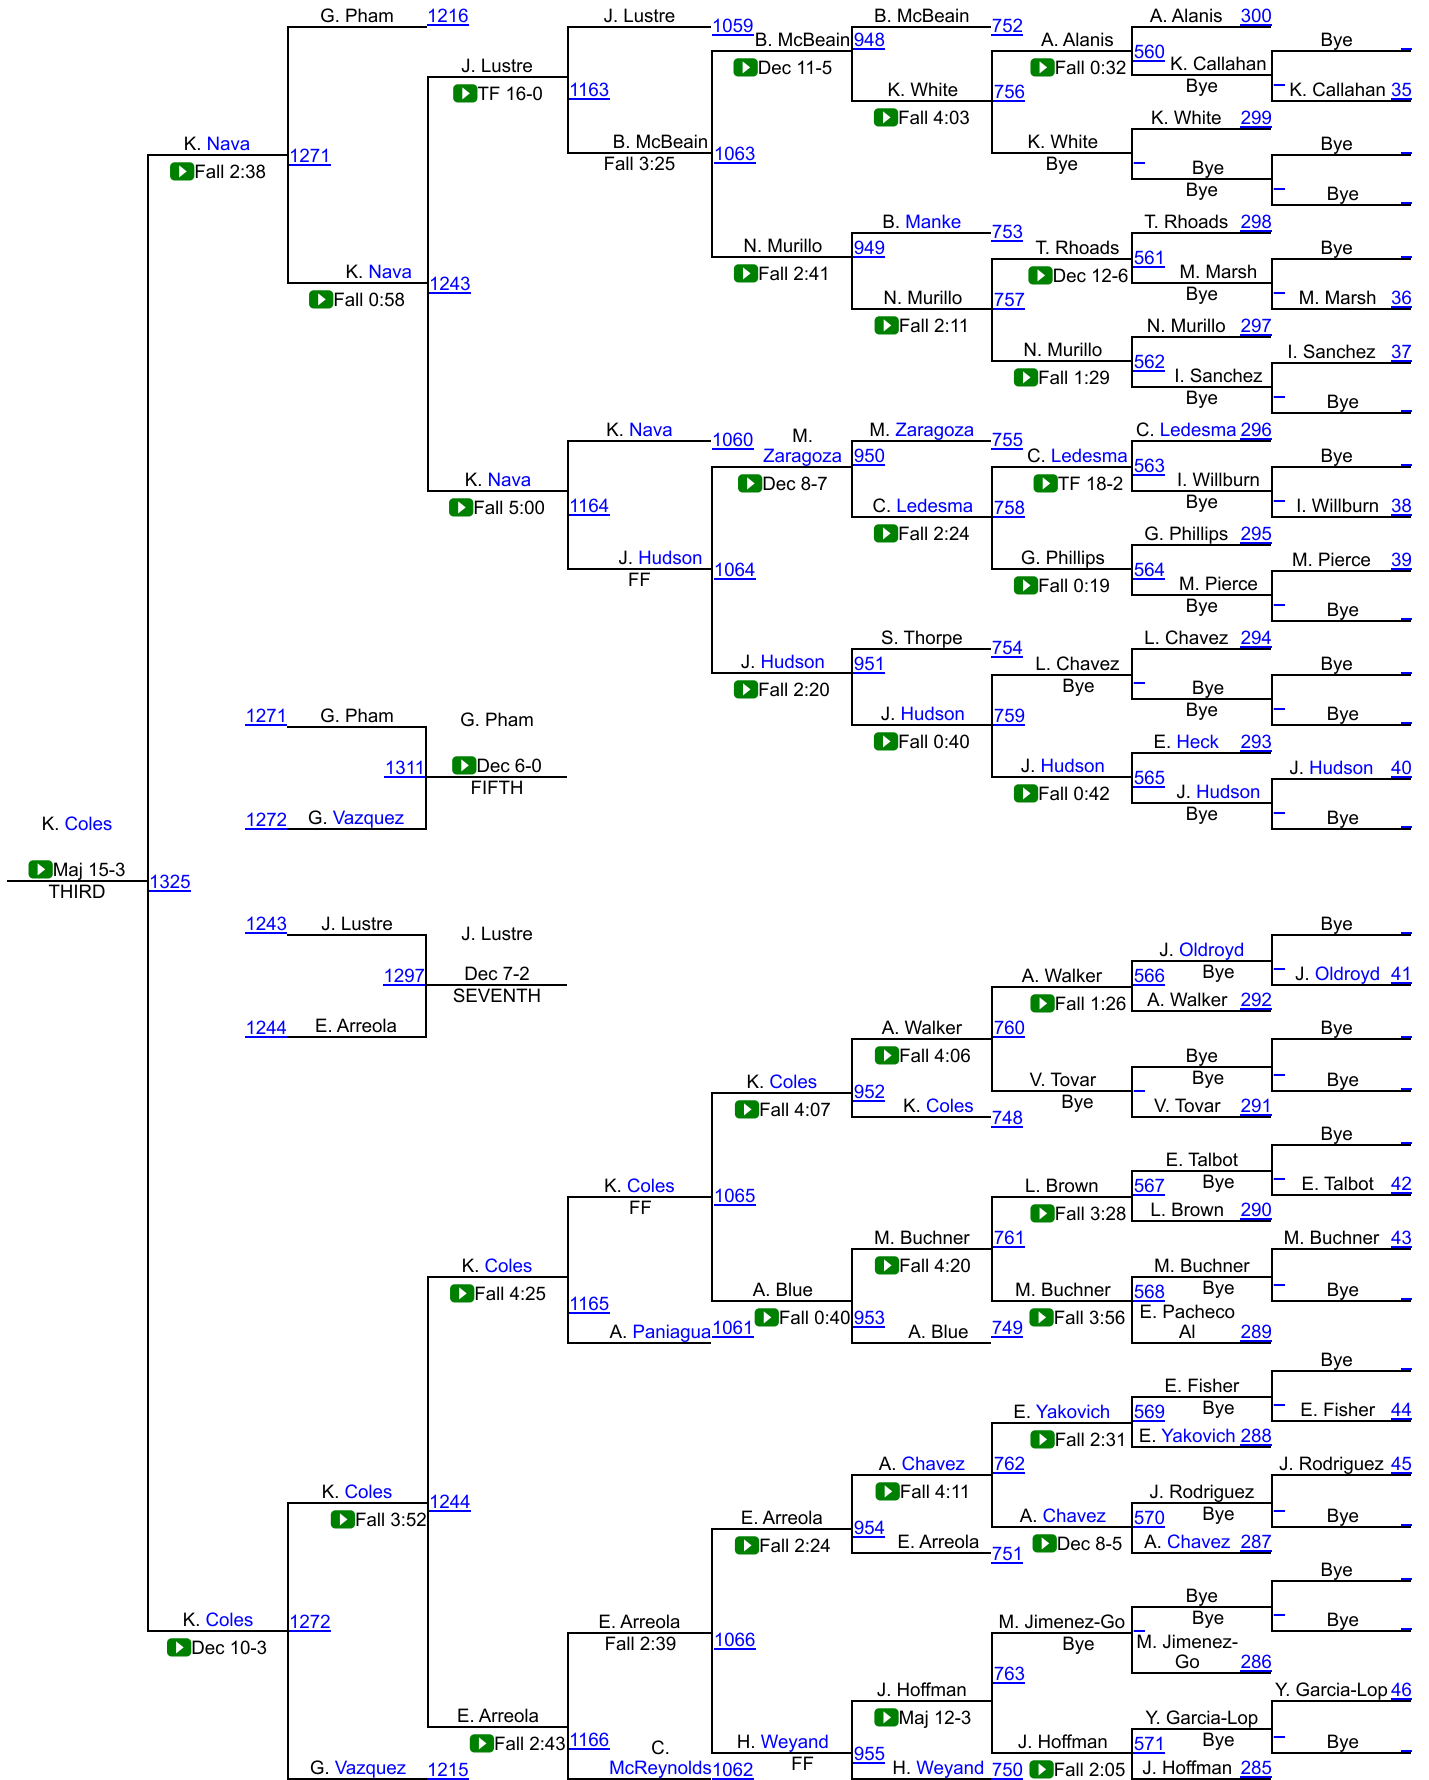 G. Pham 1216
J. Lustre
1059
B. McBeain
752
A. Alanis 300
Bye
J. Lustre
TF 16-0
1163
B. McBeain
Dec 11-5
948
A. Alanis
Fall 0:32
560
K. Callahan
Bye
K. Callahan 35
K. White
Fall 4:03
756
K. White 299
Bye
B. McBeain
Fall 3:25
1063
K. White
Bye
Bye
Bye
Bye
K. Nava
Fall 2:38
1271
B. Manke
753
T. Rhoads 298
Bye
N. Murillo
Fall 2:41
949
T. Rhoads
Dec 12-6
561
M. Marsh
Bye
M. Marsh 36
K. Nava
Fall 0:58
1243
N. Murillo
Fall 2:11
757
N. Murillo 297
N. Murillo
Fall 1:29
562
I. Sanchez
Bye
I. Sanchez 37
Bye
K. Nava
1060
M.
Zaragoza
Dec 8-7
950
M. Zaragoza
755
C. Ledesma
TF 18-2
563
C. Ledesma 296
Bye
I. Willburn
Bye
I. Willburn 38
K. Nava
Fall 5:00
1164
C. Ledesma
Fall 2:24
758
G. Phillips 295
J. Hudson
FF
1064
G. Phillips
Fall 0:19
564
M. Pierce
Bye
M. Pierce 39
Bye
S. Thorpe
754
L. Chavez 294
Bye
J. Hudson
Fall 2:20
951
L. Chavez
Bye
Bye
Bye
Bye
1271 G. Pham
G. Pham
J. Hudson
Fall 0:40
759
E. Heck 293
1311
Dec 6-0
FIFTH
J. Hudson
Fall 0:42
565
J. Hudson
Bye
J. Hudson 40
Bye
1272 G. Vazquez
K. Coles
Maj 15-3
THIRD
1325
1243 J. Lustre
J. Lustre
Bye
1297
Dec 7-2
SEVENTH
A. Walker
Fall 1:26
566
J. Oldroyd
Bye
J. Oldroyd 41
A. Walker 292
1244 E. Arreola
A. Walker
Fall 4:06
760
Bye
Bye
Bye
Bye
K. Coles
Fall 4:07
952
K. Coles
748
V. Tovar
Bye
V. Tovar 291
Bye
K. Coles
FF
1065
L. Brown
Fall 3:28
567
E. Talbot
Bye
E. Talbot 42
L. Brown 290
K. Coles
Fall 4:25
1165
M. Buchner
Fall 4:20
761
M. Buchner 43
A. Paniagua 1061
A. Blue
Fall 0:40
953
A. Blue
749
M. Buchner
Fall 3:56
568
M. Buchner
Bye
Bye
E. Pacheco
Al 289
Bye
E. Yakovich
Fall 2:31
569
E. Fisher
Bye
E. Fisher 44
E. Yakovich 288
K. Coles
Fall 3:52
1244
A. Chavez
Fall 4:11
762
J. Rodriguez 45
E. Arreola
Fall 2:24
954
E. Arreola
751
A. Chavez
Dec 8-5
570
J. Rodriguez
Bye
Bye
A. Chavez 287
Bye
K. Coles
Dec 10-3
1272
E. Arreola
Fall 2:39
1066
M. Jimenez-Go
Bye
763
Bye
Bye
Bye
M. Jimenez-
Go 286
J. Hoffman
Maj 12-3
Y. Garcia-Lop 46
E. Arreola
Fall 2:43
1166
C.
McReynolds 1062
H. Weyand
FF
955
J. Hoffman
Fall 2:05
571
Y. Garcia-Lop
Bye
Bye
G. Vazquez 1215
H. Weyand 750
J. Hoffman 285
N. Murillo
949